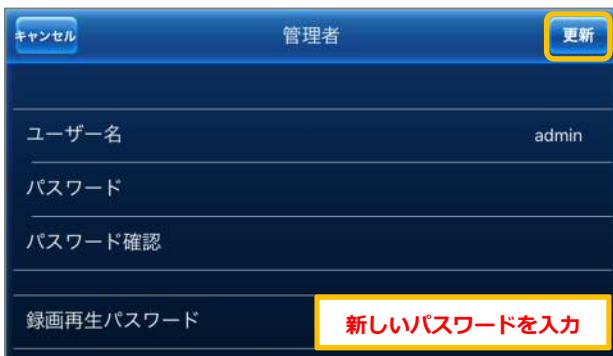 キャンセル 管理者 更新
ユーザー名 admin
パスワード
パスワード確認
録画再生パスワード 新しいパスワードを入力